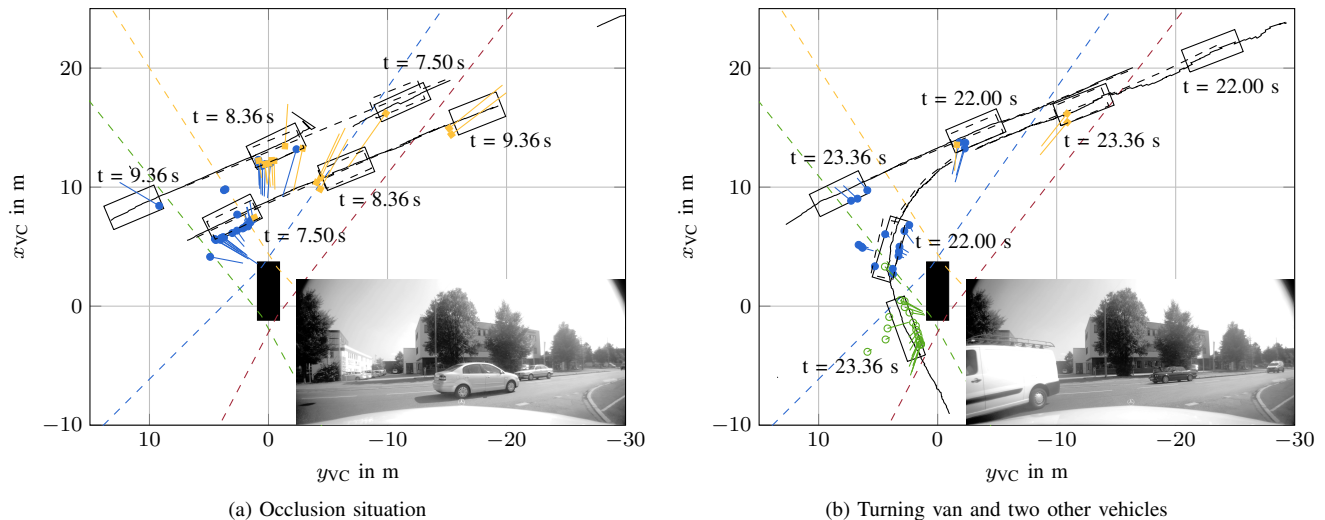 20
10
0
−10
10
0
−10
−20
−30
x_VC in m
y_VC in m
t = 7.50 s
t = 8.36 s
t = 9.36 s
t = 9.36 s
t = 8.36 s
t = 7.50 s
(a) Occlusion situation
20
10
0
−10
10
0
−10
−20
−30
x_VC in m
y_VC in m
t = 22.00 s
t = 22.00 s
t = 23.36 s
t = 23.36 s
t = 22.00 s
t = 23.36 s
(b) Turning van and two other vehicles